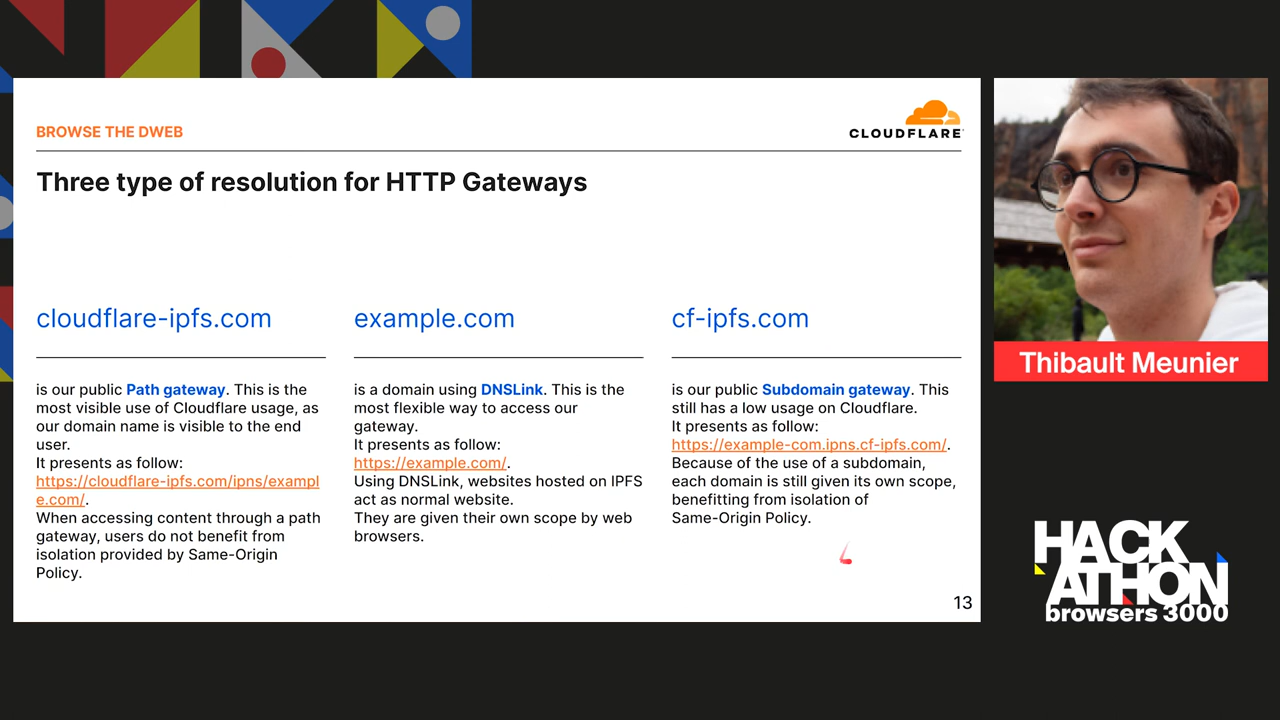 BROWSE THE DWEB
CLOUDFLARE
Three type of resolution for HTTP Gateways
cloudflare-ipfs.com
is our public Path gateway. This is the
most visible use of Cloudflare usage, as
our domain name is visible to the end
user.
It presents as follow:
https://cloudflare-ipfs.com/ipns/exampl
e.com/.
When accessing content through a path
gateway, users do not benefit from
isolation provided by Same-Origin
Policy.
example.com
is a domain using DNSLink. This is the
most flexible way to access our
gateway.
It presents as follow:
https://example.com/.
Using DNSLink, websites hosted on IPFS
act as normal website.
They are given their own scope by web
browsers.
cf-ipfs.com
is our public Subdomain gateway. This
still has a low usage on Cloudflare.
It presents as follow:
https://example-com.ipns.cf-ipfs.com/.
Because of the use of a subdomain,
each domain is still given its own scope,
benefitting from isolation of
Same-Origin Policy.
13
Thibault Meunier
HACK
ATHON
browsers 3000